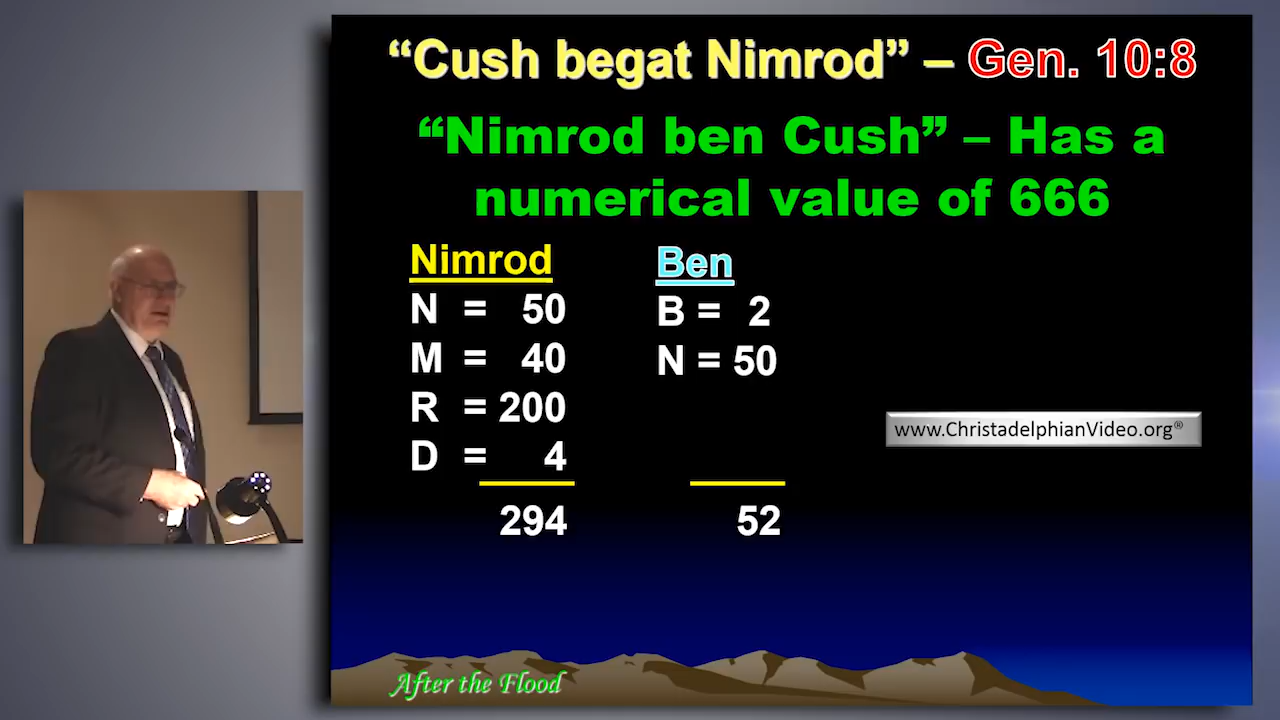 “Cush begat Nimrod” – Gen. 10:8
“Nimrod ben Cush” – Has a
numerical value of 666
Nimrod
N = 50
M = 40
R = 200
D = 4
294
Ben
B = 2
N = 50
52
www.ChristadelphianVideo.org®
After the Flood